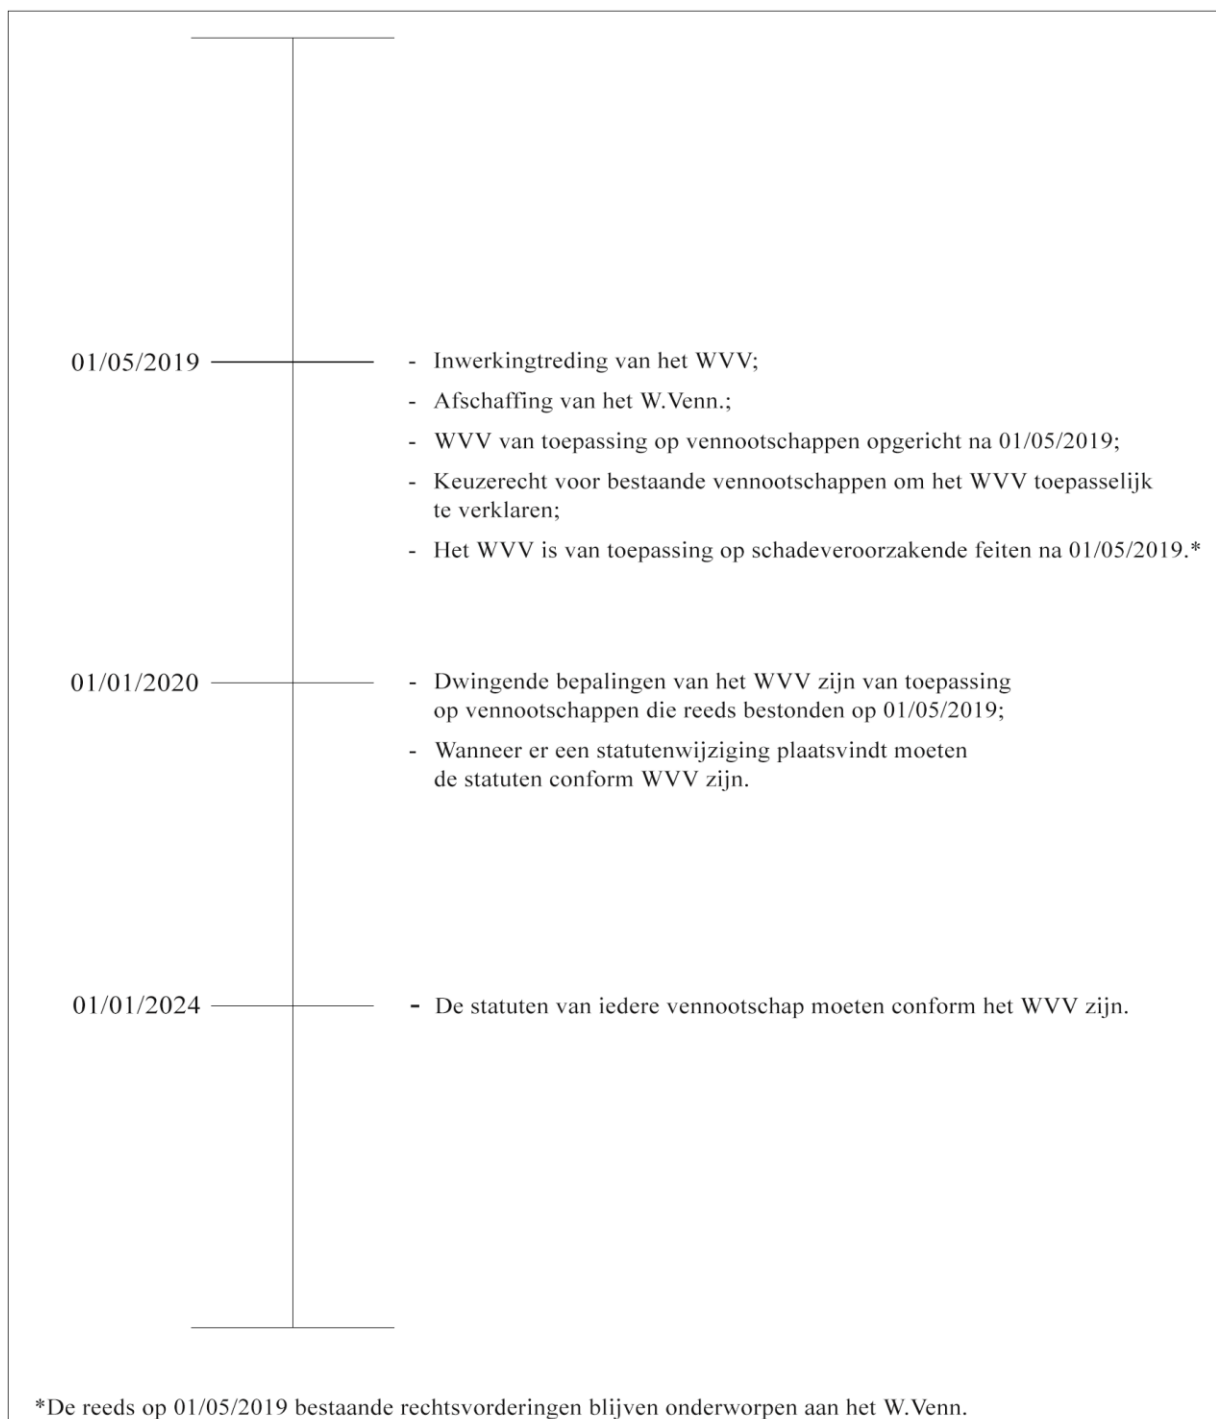 01/05/2019
- Inwerkingtreding van het WVV;
- Afschaffing van het W.Venn.;
- WVV van toepassing op vennootschappen opgericht na 01/05/2019;
- Keuzerecht voor bestaande vennootschappen om het WVV toepasselijk
te verklaren;
- Het WVV is van toepassing op schadeveroorzakende feiten na 01/05/2019.*
01/01/2020
- Dwingende bepalingen van het WVV zijn van toepassing
op vennootschappen die reeds bestonden op 01/05/2019;
- Wanneer er een statutenwijziging plaatsvindt moeten
de statuten conform WVV zijn.
01/01/2024
- De statuten van iedere vennootschap moeten conform het WVV zijn.
*De reeds op 01/05/2019 bestaande rechtsvorderingen blijven onderworpen aan het W.Venn.